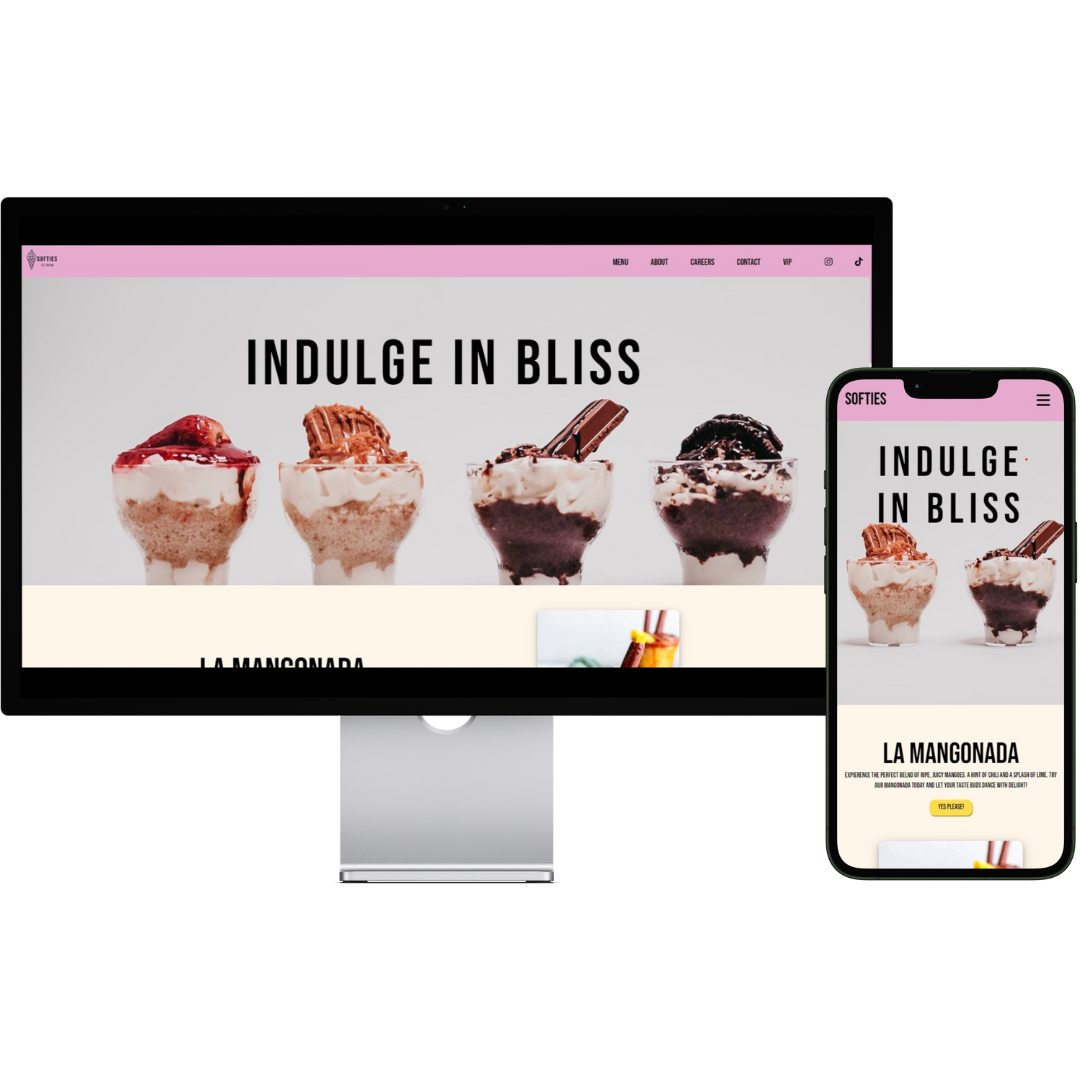 SOFTIES
MENU ABOUT CAREERS CONTACT VIP
INDULGE IN BLISS
LA MANGONADA
SOFTIES
INDULGE
IN BLISS
LA MANGONADA
EXPIERENCE THE PERFECT BELND OF RIPE, JUICY MANGOES. A HINT OF CHILI AND A SPLASH OF LIME. TRY
OUR MANGONADA TODAY AND LET YOUR TASTE BUDS DANCE WITH DELIGHT!
YES PLEASE!